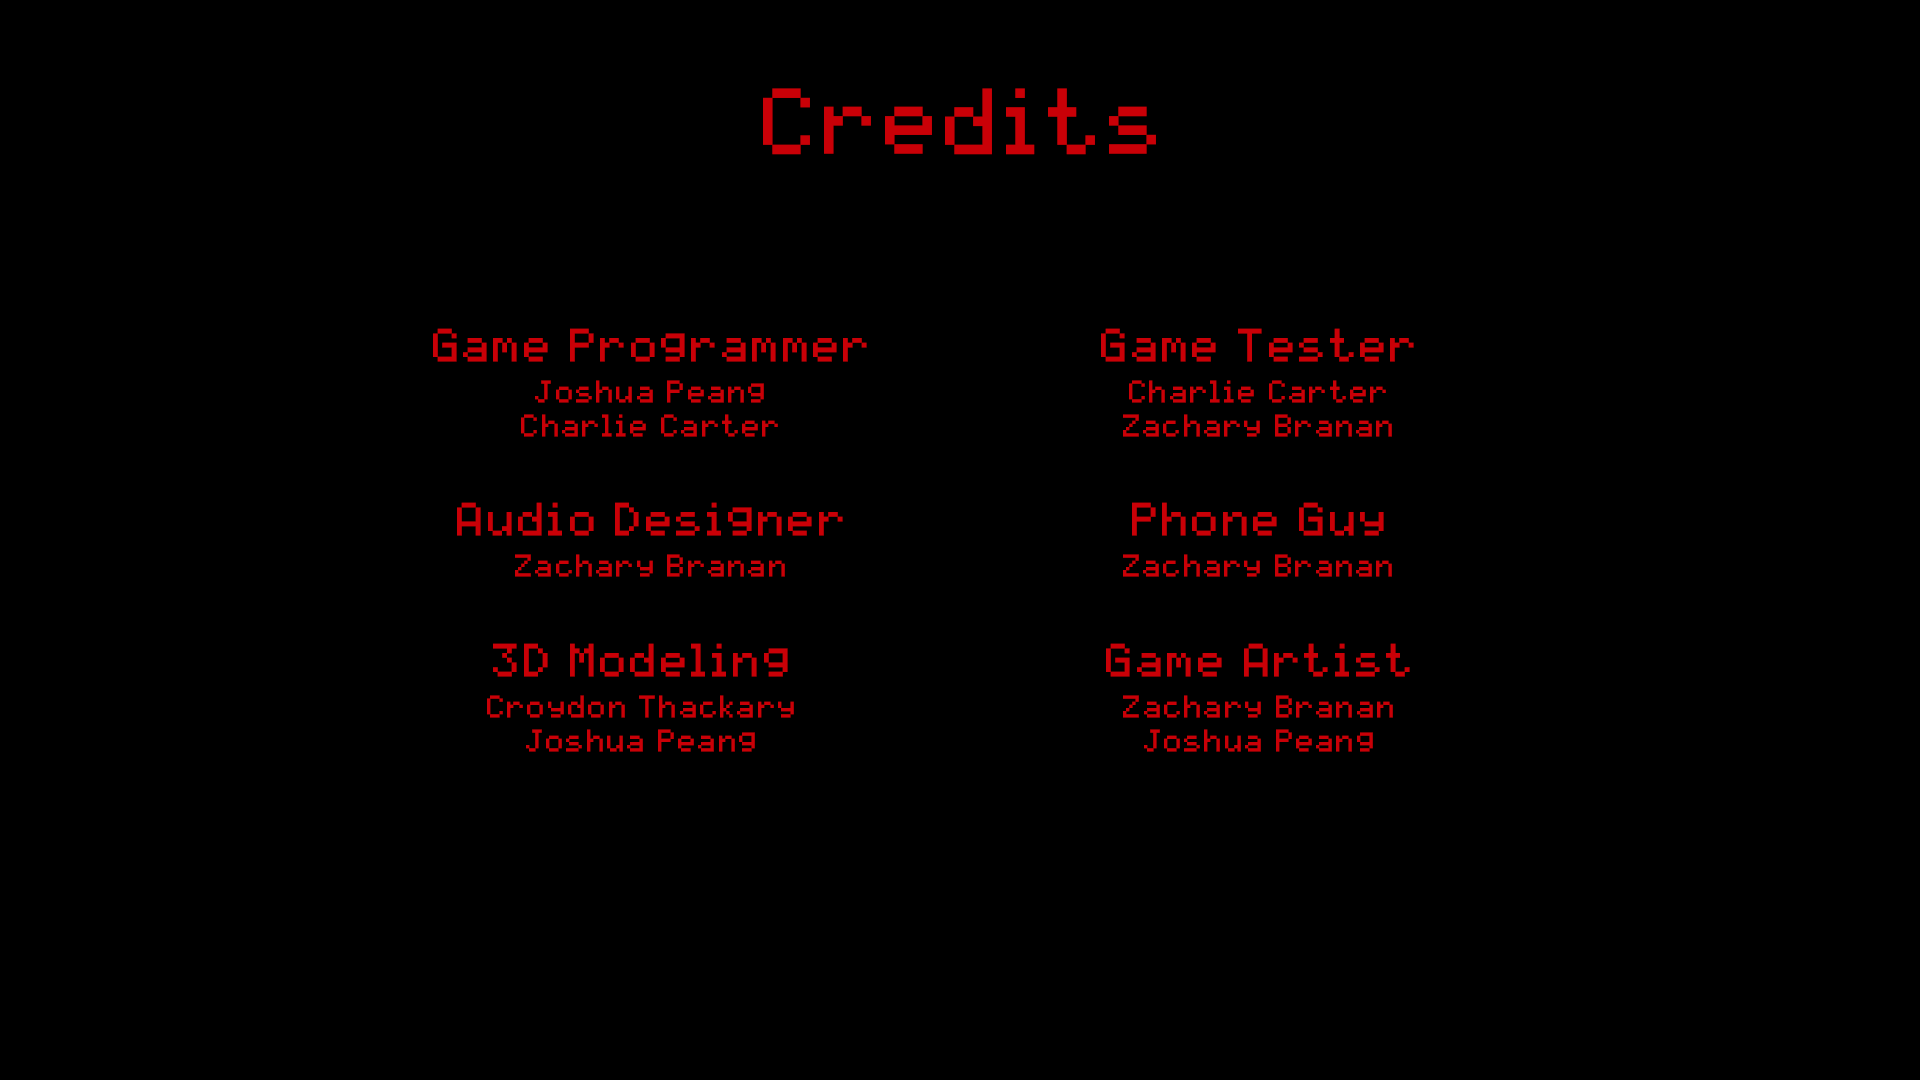 Credits
Game Programmer
Joshua Peang
Charlie Carter
Audio Designer
Zachary Branan
3D Modeling
Croydon Thackary
Joshua Peang
Game Tester
Charlie Carter
Zachary Branan
Phone Guy
Zachary Branan
Game Artist
Zachary Branan
Joshua Peang